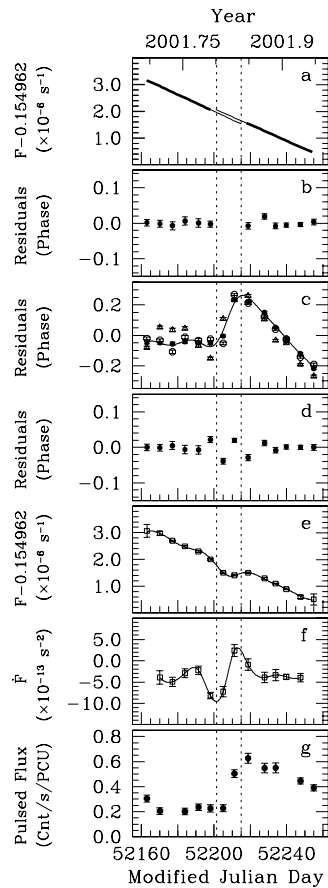 Year
2001.75 2001.9
F−0.154962
(×10⁻⁶ s⁻¹)
3.0
2.0
1.0
a
Residuals
(Phase)
0.1
0.0
−0.1
b
Residuals
(Phase)
0.2
0.0
−0.2
c
Residuals
(Phase)
0.1
0.0
−0.1
d
F−0.154962
(×10⁻⁶ s⁻¹)
3.0
2.0
1.0
e
Ḟ
(×10⁻¹³ s⁻²)
5.0
0.0
−5.0
−10.0
f
Pulsed Flux
(Cnt/s/PCU)
0.8
0.6
0.4
0.2
0.0
g
52160 52200 52240
Modified Julian Day